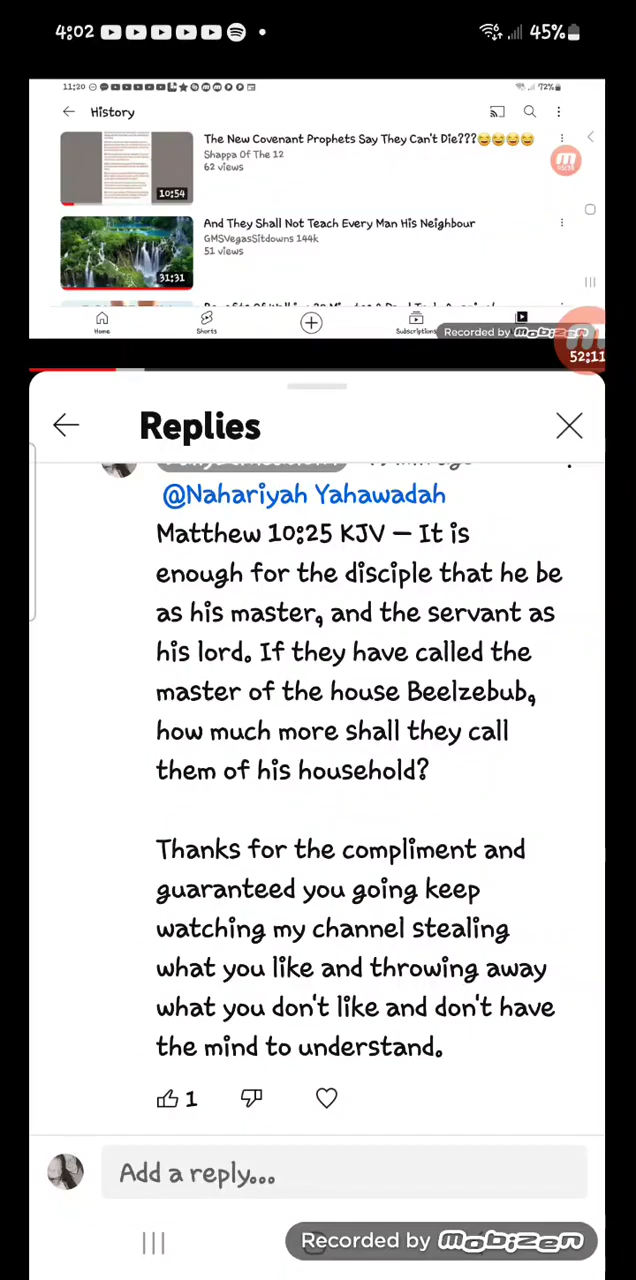 4:02
45%
11:20
72%
History
The New Covenant Prophets Say They Can't Die???😂😂😂😂
Shappa Of The 12
62 views
10:54
And They Shall Not Teach Every Man His Neighbour
GMSVegasSitdowns 144k
51 views
31:31
Home
Shorts
Subscriptions
Recorded by mobizen
52:11
Replies
@Nahariyah Yahawadah
Matthew 10:25 KJV — It is
enough for the disciple that he be
as his master, and the servant as
his lord. If they have called the
master of the house Beelzebub,
how much more shall they call
them of his household?
Thanks for the compliment and
guaranteed you going keep
watching my channel stealing
what you like and throwing away
what you don't like and don't have
the mind to understand.
1
Add a reply...
Recorded by mobizen